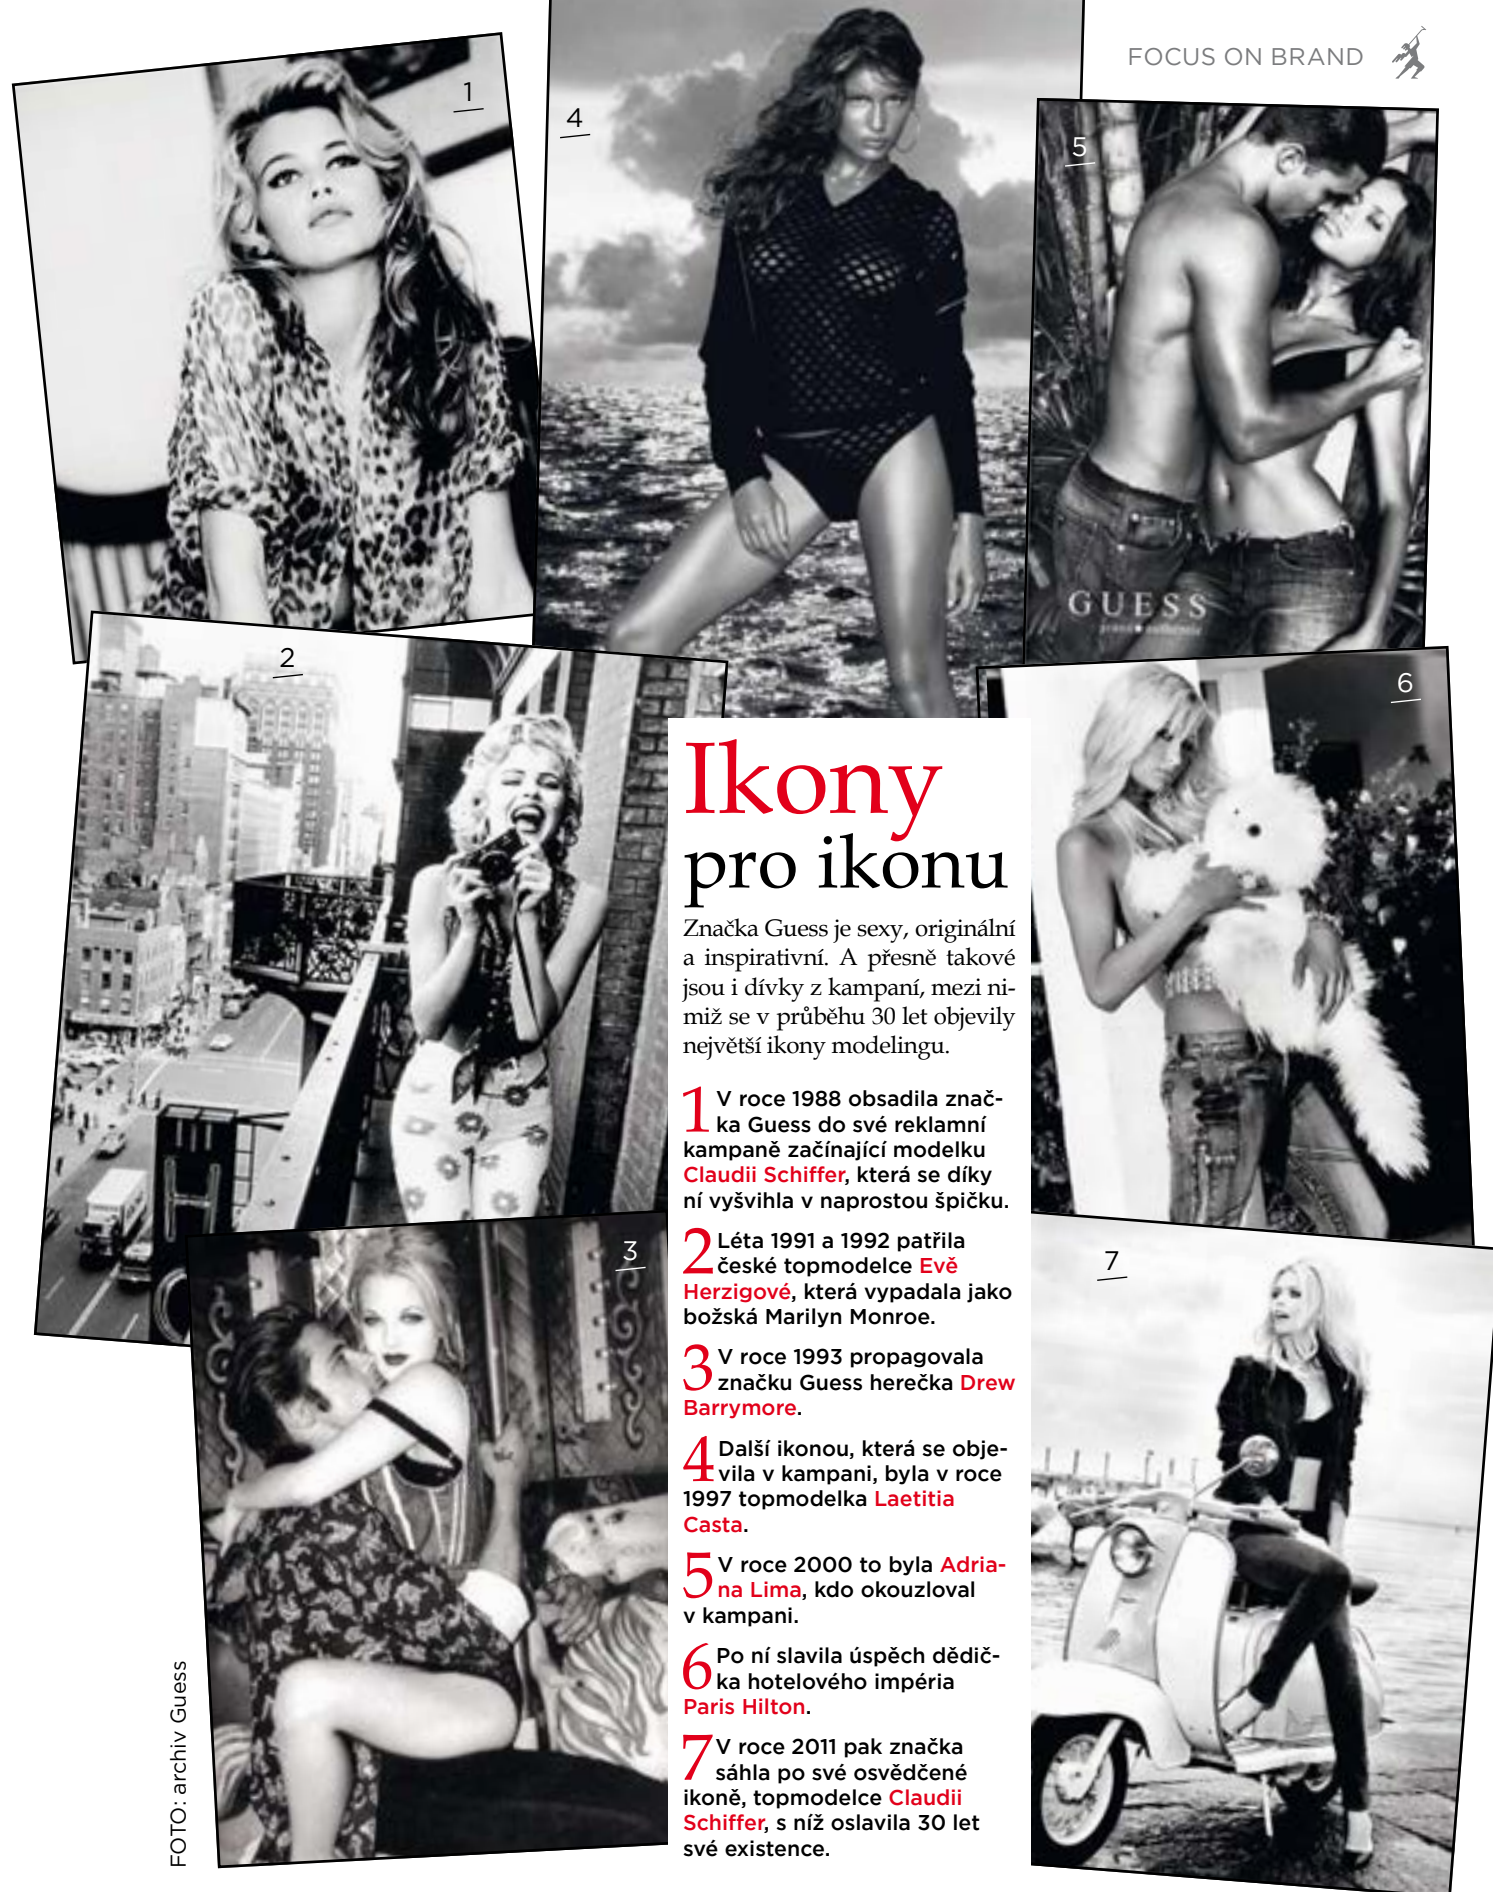 FOCUS ON BRAND
1
4
5
GUESS
2
6
Ikony
pro ikonu
Značka Guess je sexy, originální
a inspirativní. A přesně takové
jsou i dívky z kampaní, mezi ni-
miž se v průběhu 30 let objevily
největší ikony modelingu.
1 V roce 1988 obsadila znač-
ka Guess do své reklamní
kampaně začínající modelku
Claudii Schiffer, která se díky
ní vyšvihla v naprostou špičku.
2 Léta 1991 a 1992 patřila
české topmodelce Evě
Herzigové, která vypadala jako
božská Marilyn Monroe.
3 V roce 1993 propagovala
značku Guess herečka Drew
Barrymore.
4 Další ikonou, která se obje-
vila v kampani, byla v roce
1997 topmodelka Laetitia
Casta.
5 V roce 2000 to byla Adria-
na Lima, kdo okouzloval
v kampani.
6 Po ní slavila úspěch dědič-
ka hotelového impéria
Paris Hilton.
7 V roce 2011 pak značka
sáhla po své osvědčené
ikoně, topmodelce Claudii
Schiffer, s níž oslavila 30 let
své existence.
3
7
FOTO: archiv Guess